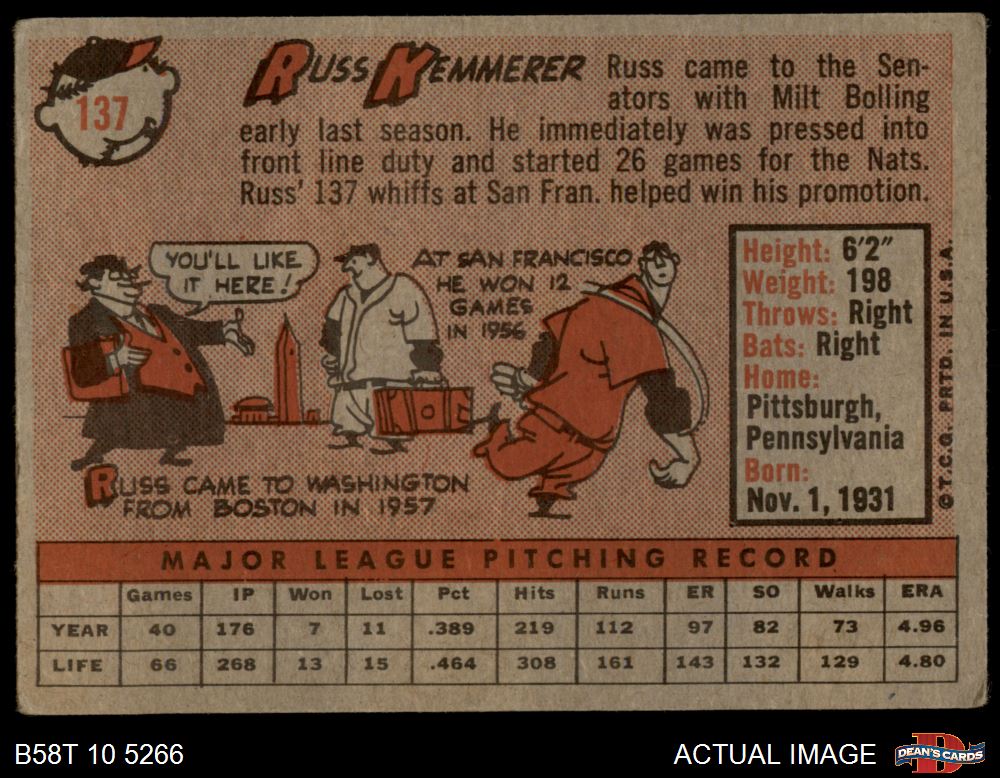 137
RUSS KEMMERER Russ came to the Sen-
ators with Milt Bolling
early last season. He immediately was pressed into
front line duty and started 26 games for the Nats.
Russ' 137 whiffs at San Fran. helped win his promotion.
YOU'LL LIKE
IT HERE!
AT SAN FRANCISCO
HE WON 12
GAMES
IN 1956
RUSS CAME TO WASHINGTON
FROM BOSTON IN 1957
Height: 6'2"
Weight: 198
Throws: Right
Bats: Right
Home:
Pittsburgh,
Pennsylvania
Born:
Nov. 1, 1931
© T.C.G. PRTD. IN U.S.A.
MAJOR LEAGUE PITCHING RECORD
Games IP Won Lost Pct Hits Runs ER SO Walks ERA
YEAR 40 176 7 11 .389 219 112 97 82 73 4.96
LIFE 66 268 13 15 .464 308 161 143 132 129 4.80
B58T 10 5266
ACTUAL IMAGE
D
DEAN'S CARDS